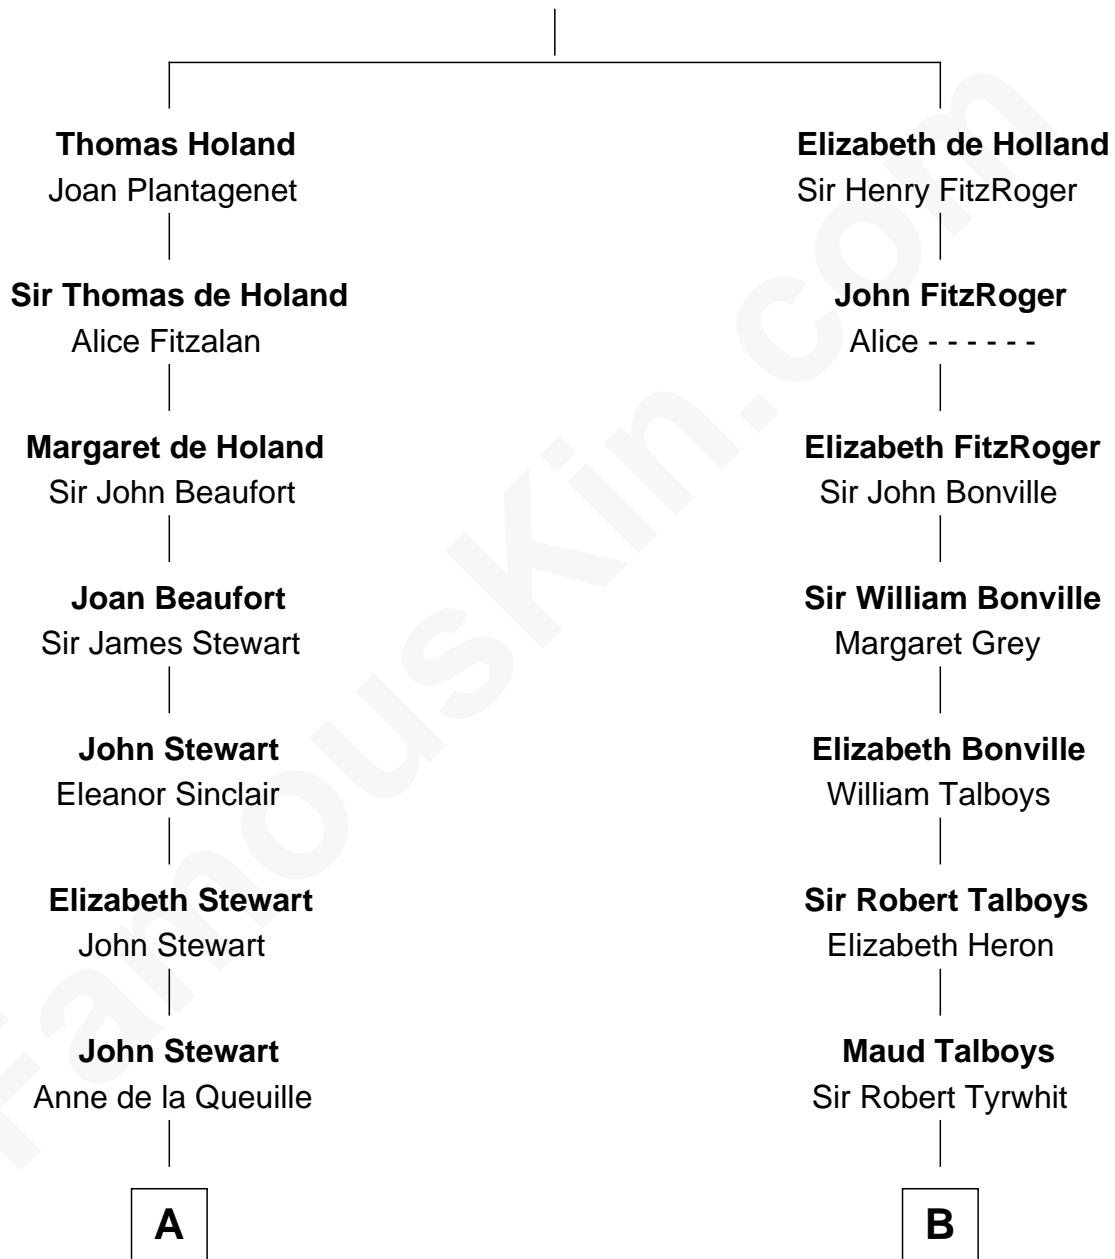 Thomas Holand
Joan Plantagenet
Sir Thomas de Holand
Alice Fitzalan
Margaret de Holand
Sir John Beaufort
Joan Beaufort
Sir James Stewart
John Stewart
Eleanor Sinclair
Elizabeth Stewart
John Stewart
John Stewart
Anne de la Queuille
A
Elizabeth de Holland
Sir Henry FitzRoger
John FitzRoger
Alice - - - - - -
Elizabeth FitzRoger
Sir John Bonville
Sir William Bonville
Margaret Grey
Elizabeth Bonville
William Talboys
Sir Robert Talboys
Elizabeth Heron
Maud Talboys
Sir Robert Tyrwhit
B
FamousKin.com